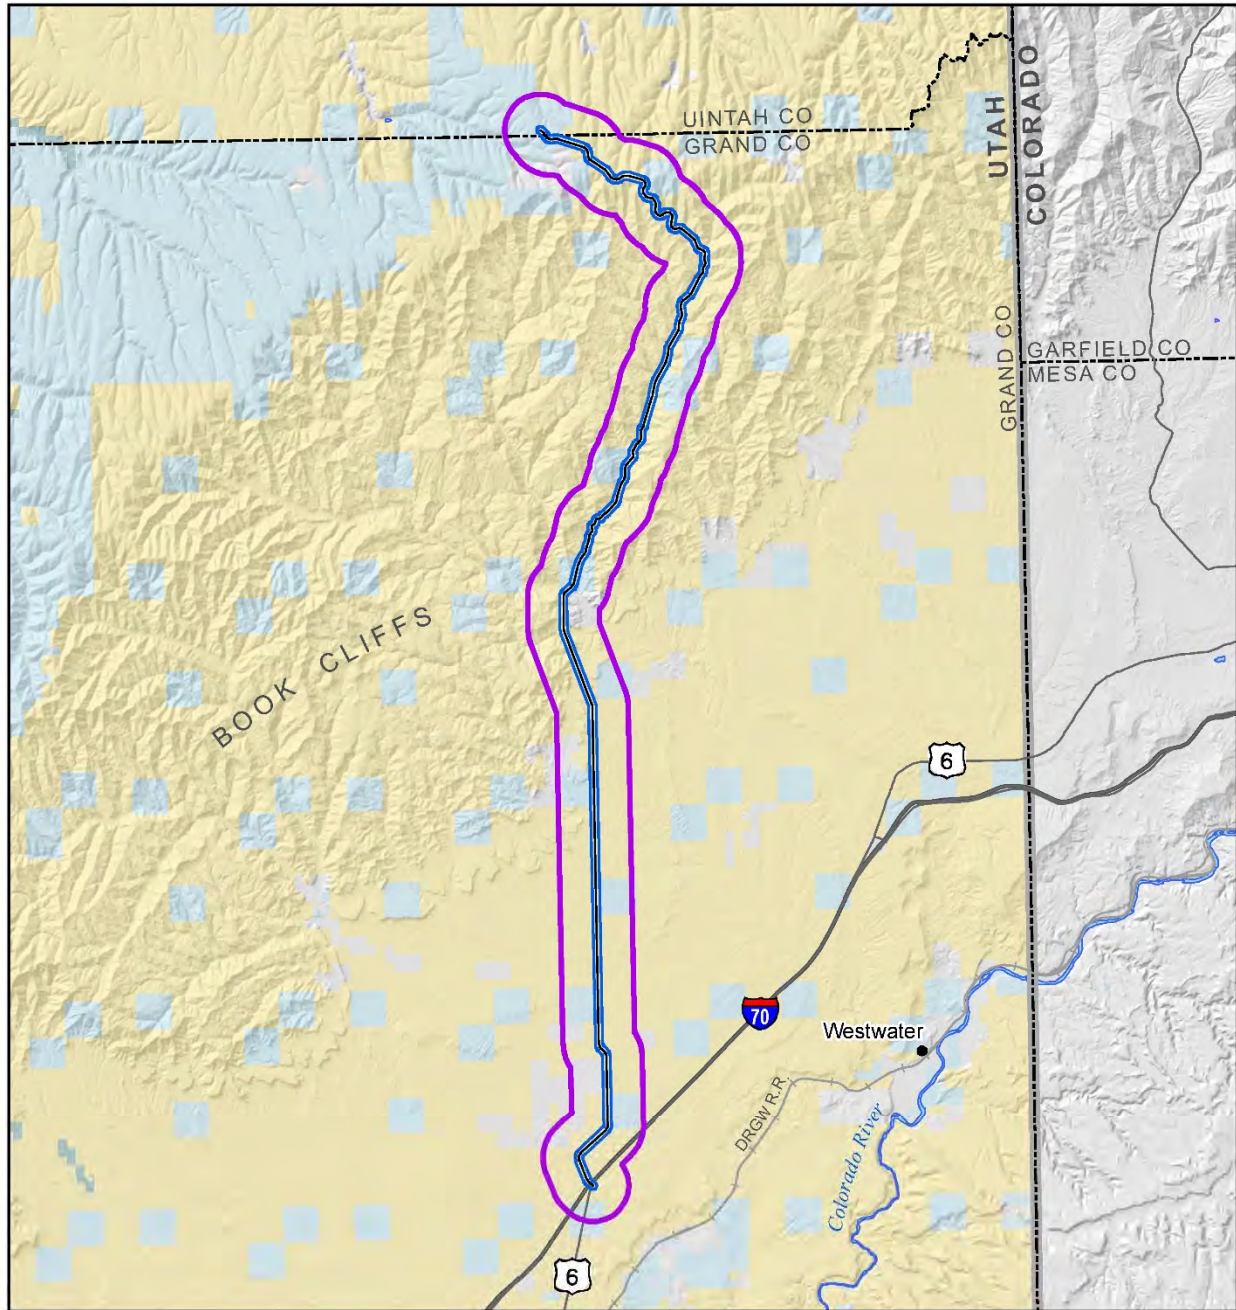 UINTAH CO
GRAND CO
UTAH
COLORADO
GRAND CO
GARFIELD CO
MESA CO
BOOK CLIFFS
6
70
Westwater
DRGW R.R.
Colorado River
6